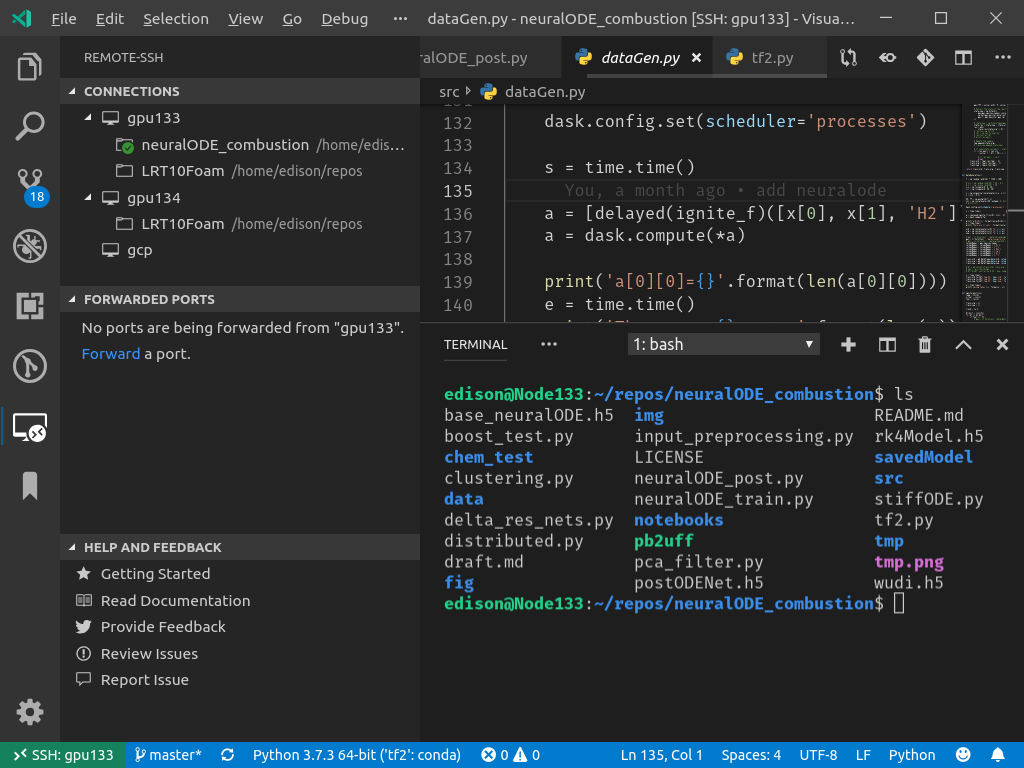 File Edit Selection View Go Debug ··· dataGen.py - neuralODE_combustion [SSH: gpu133] - Visua...
REMOTE-SSH
CONNECTIONS
gpu133
neuralODE_combustion /home/edis...
LRT10Foam /home/edison/repos
gpu134
LRT10Foam /home/edison/repos
gcp
FORWARDED PORTS
No ports are being forwarded from "gpu133".
Forward a port.
HELP AND FEEDBACK
Getting Started
Read Documentation
Provide Feedback
Review Issues
Report Issue
18
ralODE_post.py dataGen.py × tf2.py
src dataGen.py
132 dask.config.set(scheduler='processes')
133
134 s = time.time()
135 You, a month ago • add neuralode
136 a = [delayed(ignite_f)([x[0], x[1], 'H2']
137 a = dask.compute(*a)
138
139 print('a[0][0]={}'.format(len(a[0][0])))
140 e = time.time()
TERMINAL ··· 1: bash
edison@Node133:~/repos/neuralODE_combustion$ ls
base_neuralODE.h5 img README.md
boost_test.py input_preprocessing.py rk4Model.h5
chem_test LICENSE savedModel
clustering.py neuralODE_post.py src
data neuralODE_train.py stiffODE.py
delta_res_nets.py notebooks tf2.py
distributed.py pb2uff tmp
draft.md pca_filter.py tmp.png
fig postODENet.h5 wudi.h5
edison@Node133:~/repos/neuralODE_combustion$
SSH: gpu133 master* Python 3.7.3 64-bit ('tf2': conda) 0 0 Ln 135, Col 1 Spaces: 4 UTF-8 LF Python